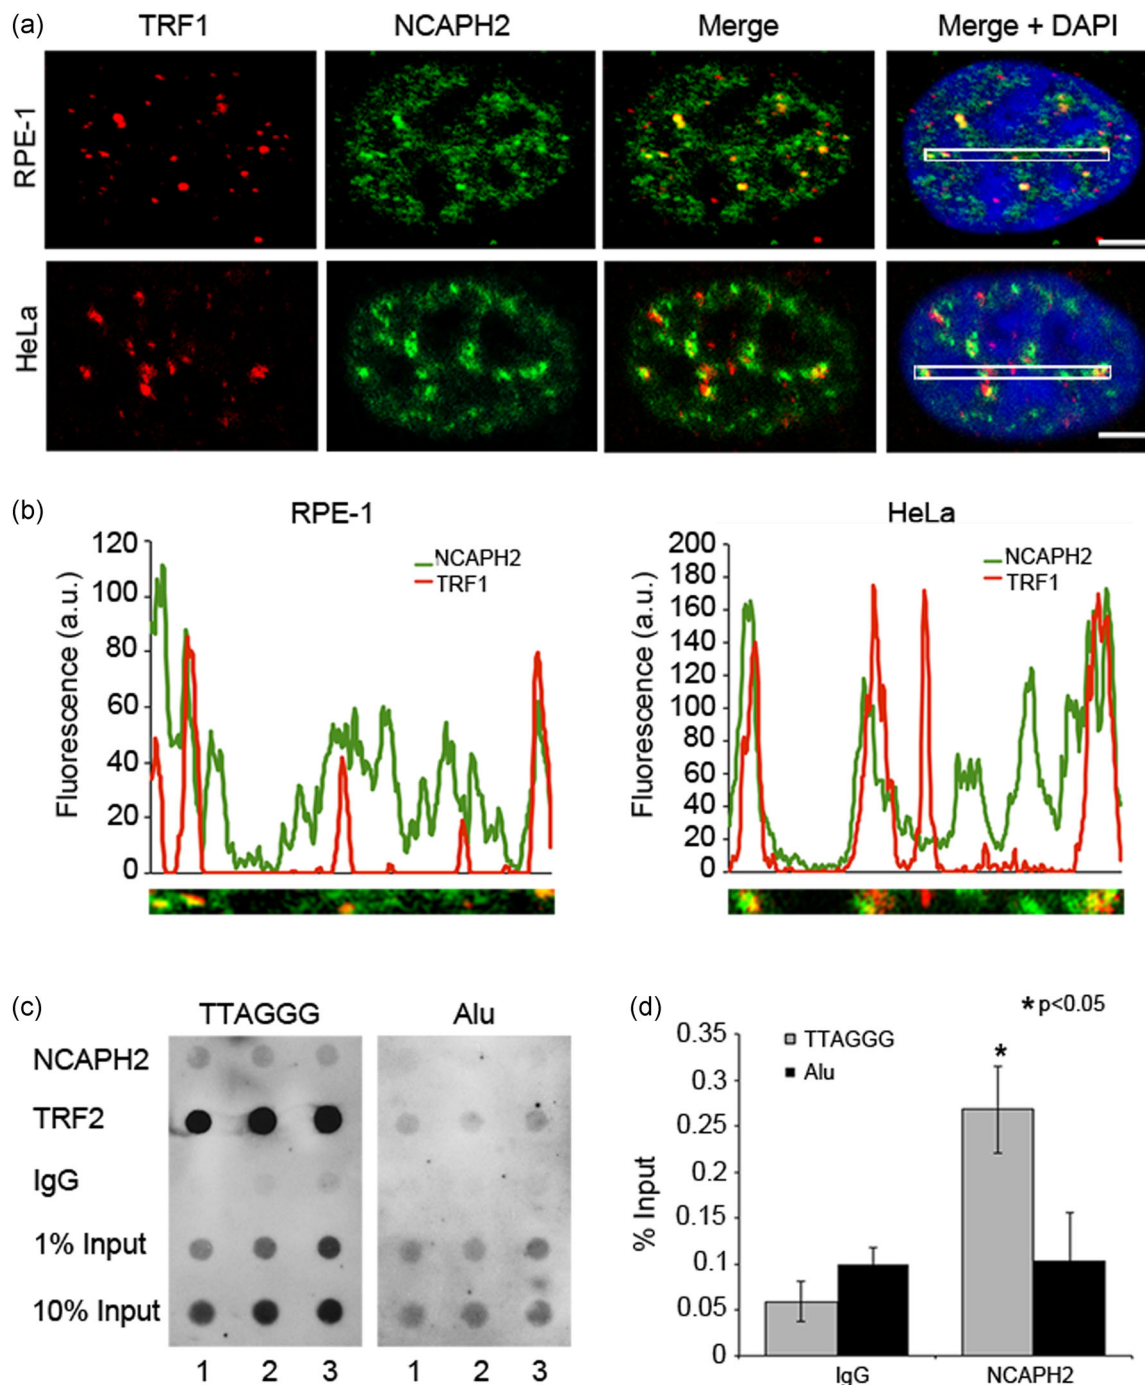 (a)
TRF1 NCAPH2 Merge Merge + DAPI
RPE-1
HeLa
(b)
RPE-1
120
100
80
60
40
20
0
Fluorescence (a.u.)
NCAPH2
TRF1
HeLa
200
180
160
140
120
100
80
60
40
20
0
Fluorescence (a.u.)
NCAPH2
TRF1
(c)
TTAGGG Alu
NCAPH2
TRF2
IgG
1% Input
10% Input
1 2 3 1 2 3
(d)
* p<0.05
0.35
0.3
0.25
0.2
0.15
0.1
0.05
0
% Input
TTAGGG
Alu
*
IgG NCAPH2